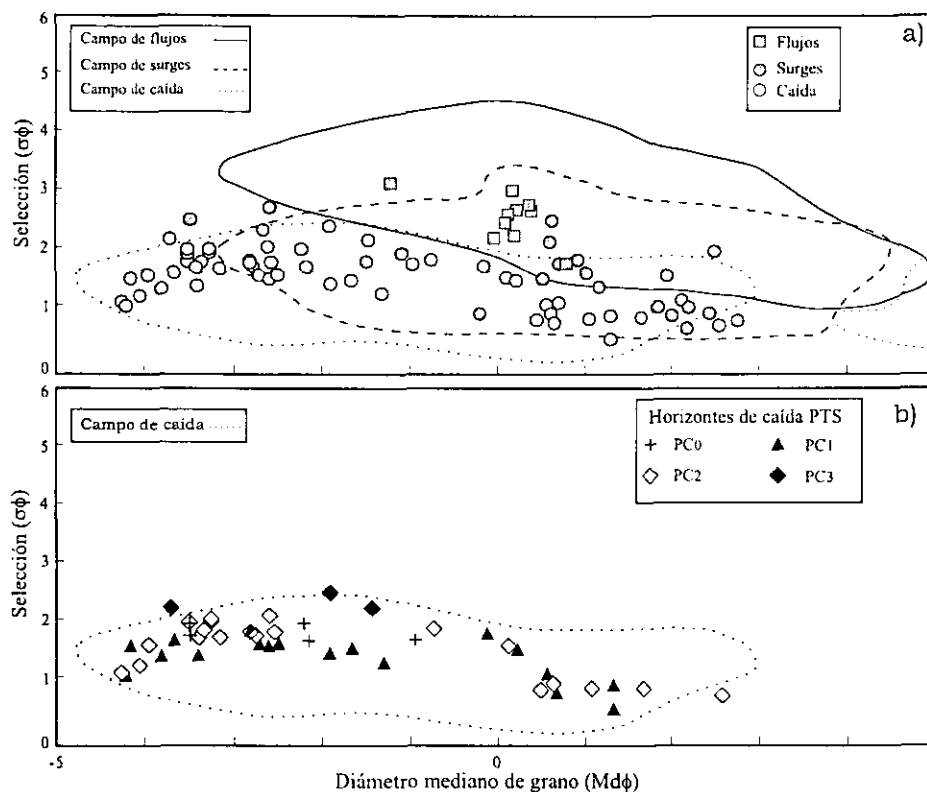 6
5
4
3
2
1
0
Selección (σϕ)
Campo de flujos
Campo de surges
Campo de caída
a)
Flujos
Surges
Caída
6
5
4
3
2
1
0
Selección (σϕ)
Campo de caída
b)
Horizontes de caída PTS
PC0
PC1
PC2
PC3
-5
0
Diámetro mediano de grano (Mdϕ)